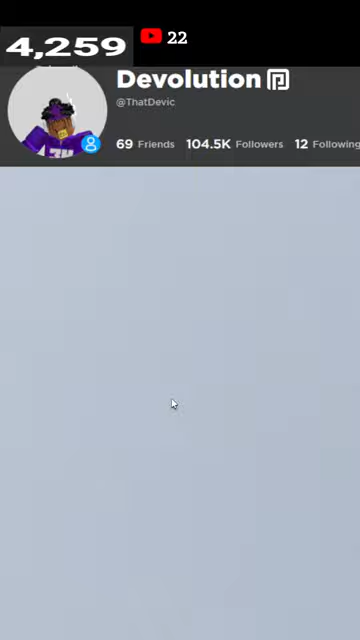 4,259
22
Devolution
@ThatDevic
69 Friends 104.5K Followers 12 Following